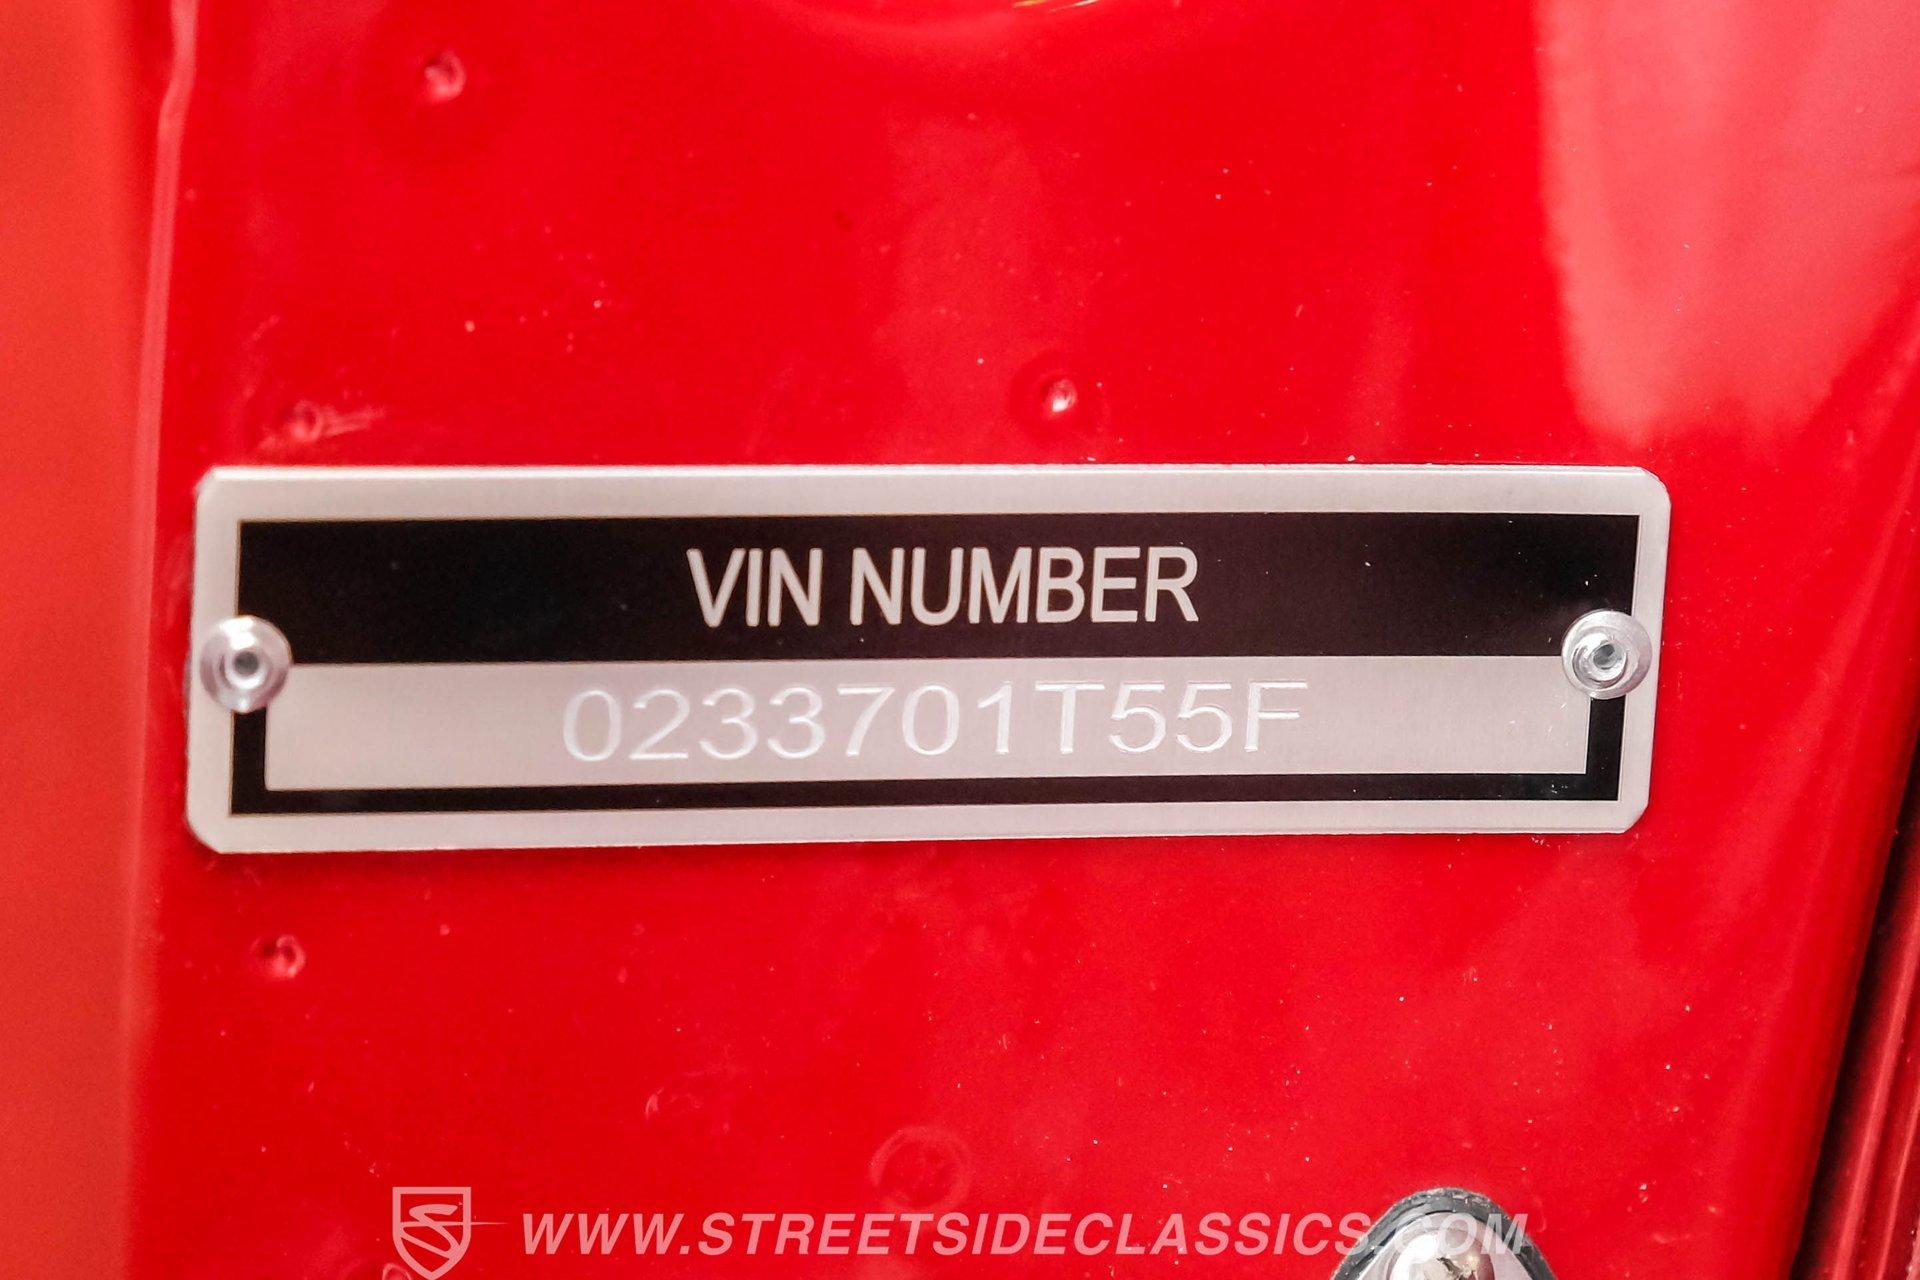 VIN NUMBER
0233701T55F
WWW.STREETSIDECLASSICS.COM